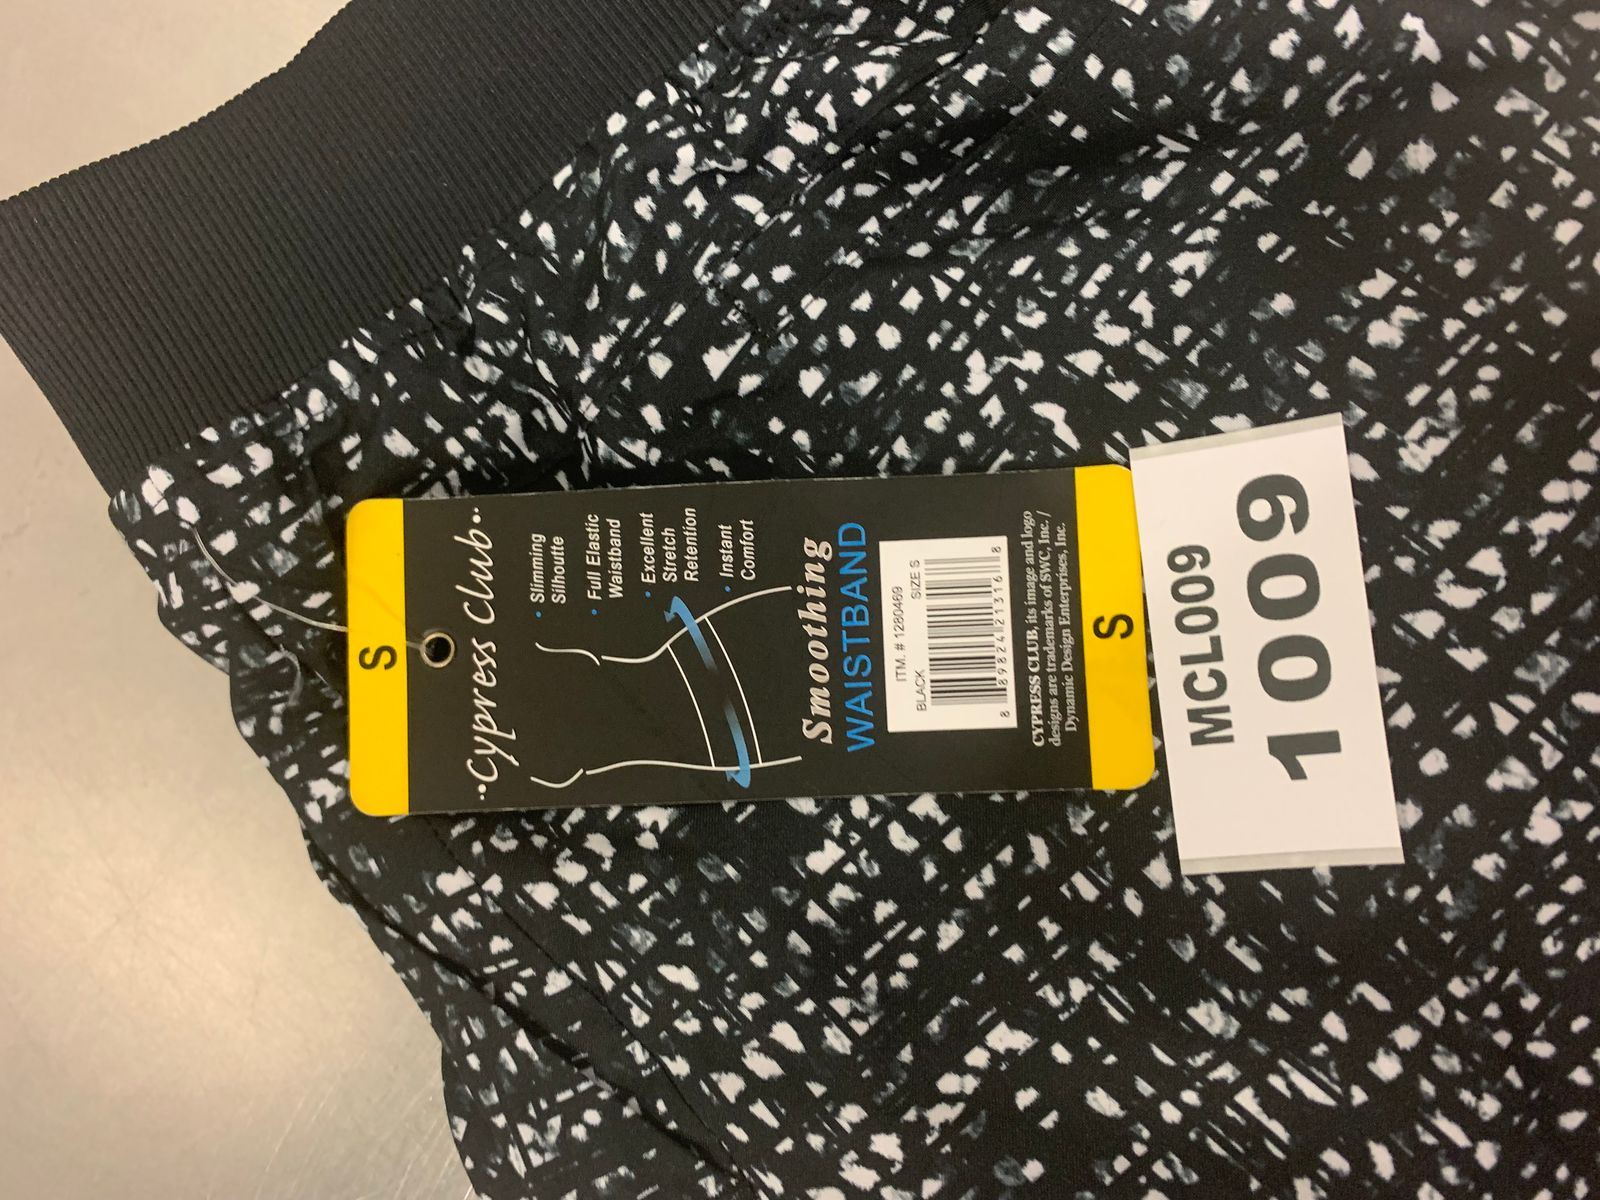 S
Cypress Club
• Slimming
Silhoutte
• Full Elastic
Waistband
• Excellent
Stretch
Retention
• Instant
Comfort
Smoothing
WAISTBAND
ITM. # 1280469
BLACK SIZE S
8 89824 21316 8
CYPRESS CLUB, its image and logo
designs are trademarks of SWC, Inc. /
Dynamic Design Enterprises, Inc.
S
MCL009
1009